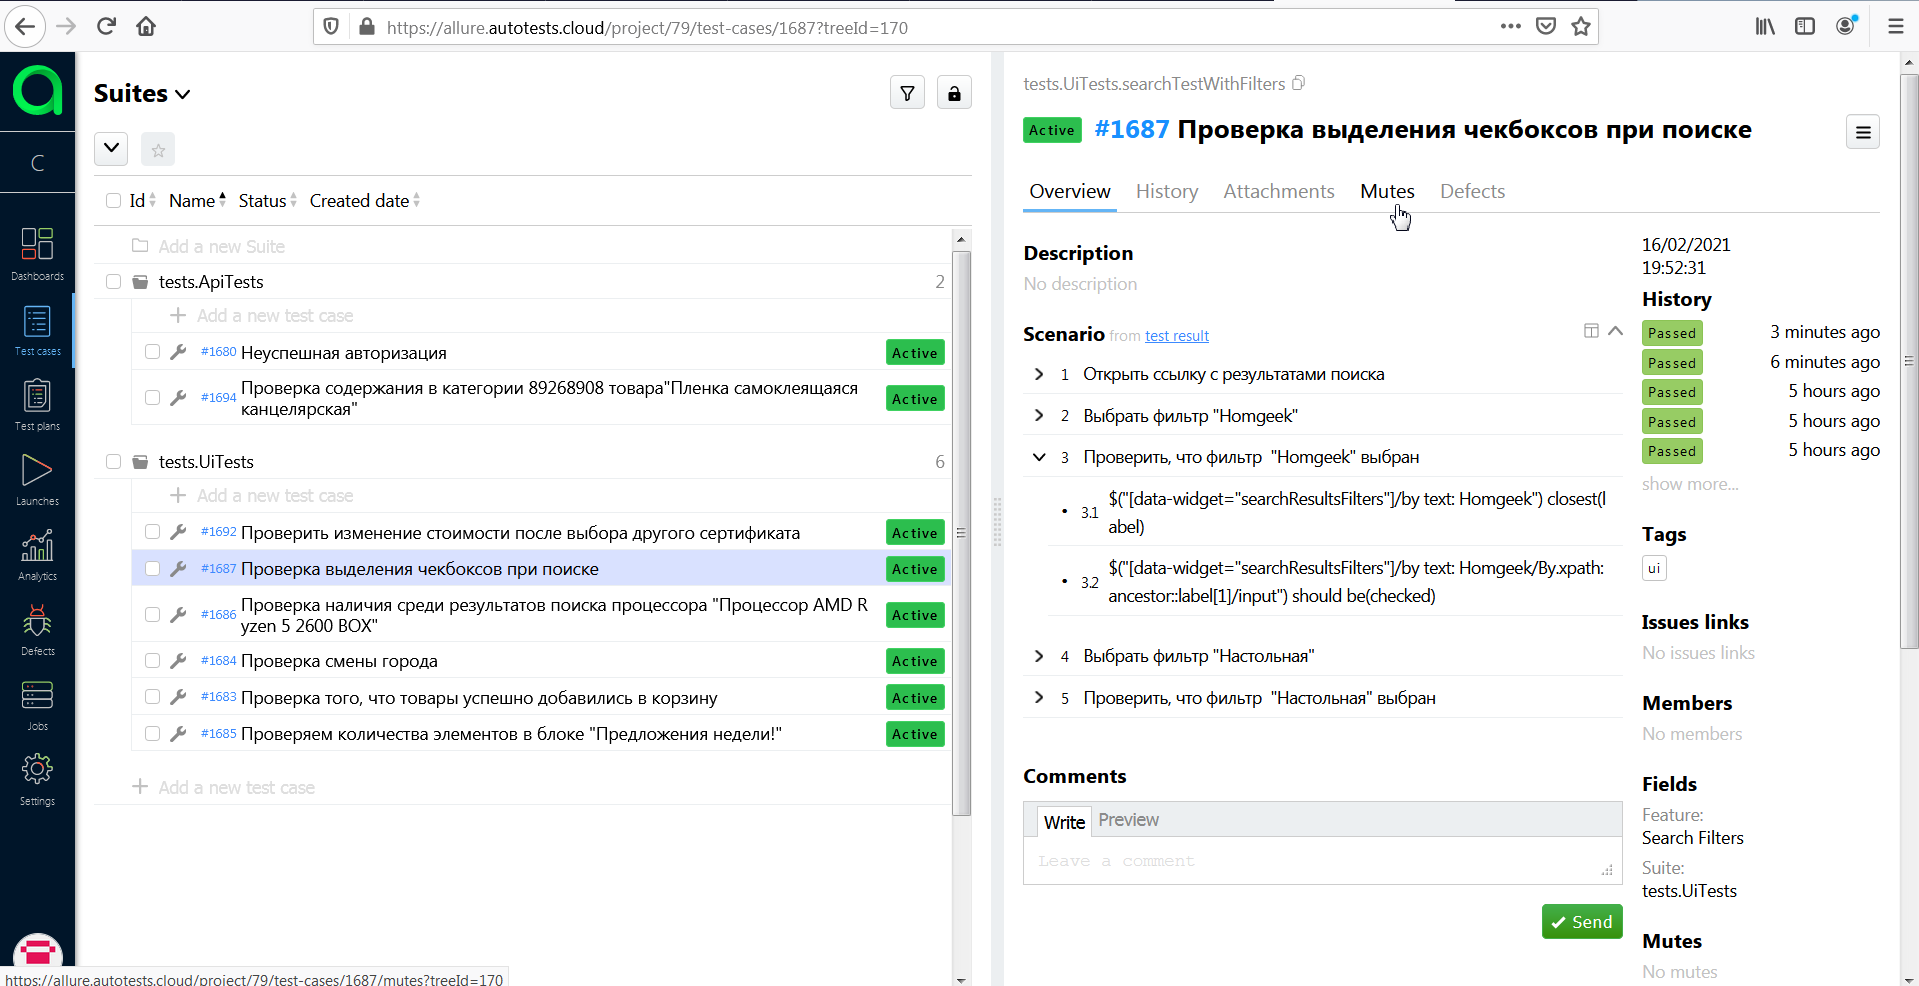 https://allure.autotests.cloud/project/79/test-cases/1687?treeId=170
C
Dashboards
Test cases
Test plans
Launches
Analytics
Defects
Jobs
Settings
Suites
Id Name Status Created date
Add a new Suite
tests.ApiTests 2
Add a new test case
#1680 Неуспешная авторизация Active
#1694 Проверка содержания в категории 89268908 товара"Пленка самоклеящаяся
канцелярская" Active
tests.UiTests 6
Add a new test case
#1692 Проверить изменение стоимости после выбора другого сертификата Active
#1687 Проверка выделения чекбоксов при поиске Active
#1686 Проверка наличия среди результатов поиска процессора "Процессор AMD R
yzen 5 2600 BOX" Active
#1684 Проверка смены города Active
#1683 Проверка того, что товары успешно добавились в корзину Active
#1685 Проверяем количества элементов в блоке "Предложения недели!" Active
Add a new test case
tests.UiTests.searchTestWithFilters
Active #1687 Проверка выделения чекбоксов при поиске
Overview History Attachments Mutes Defects
Description
No description
Scenario from test result
1 Открыть ссылку с результатами поиска
2 Выбрать фильтр "Homgeek"
3 Проверить, что фильтр "Homgeek" выбран
• 3.1 $("[data-widget="searchResultsFilters"]/by text: Homgeek") closest(l
abel)
• 3.2 $("[data-widget="searchResultsFilters"]/by text: Homgeek/By.xpath:
ancestor::label[1]/input") should be(checked)
4 Выбрать фильтр "Настольная"
5 Проверить, что фильтр "Настольная" выбран
Comments
Write Preview
Leave a comment
Send
16/02/2021
19:52:31
History
Passed 3 minutes ago
Passed 6 minutes ago
Passed 5 hours ago
Passed 5 hours ago
Passed 5 hours ago
show more...
Tags
ui
Issues links
No issues links
Members
No members
Fields
Feature:
Search Filters
Suite:
tests.UiTests
Mutes
No mutes
https://allure.autotests.cloud/project/79/test-cases/1687/mutes?treeId=170